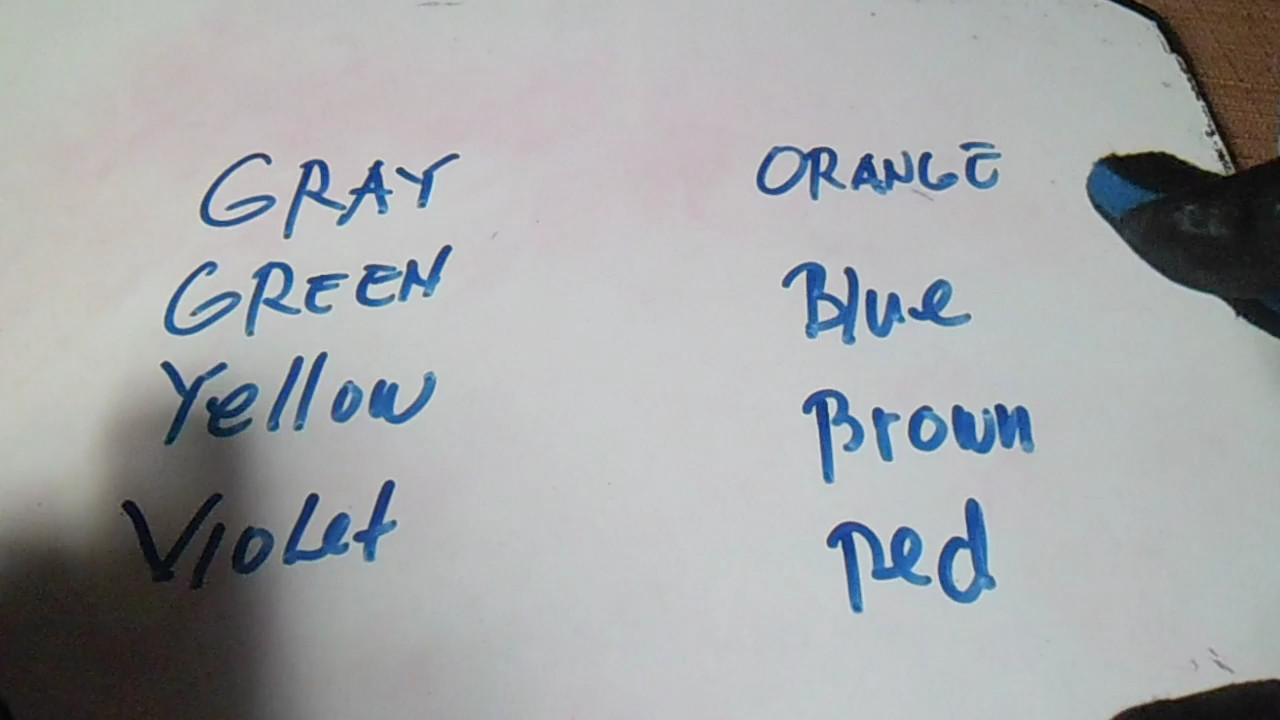 GRAY
GREEN
Yellow
Violet
ORANGE
Blue
Brown
Red